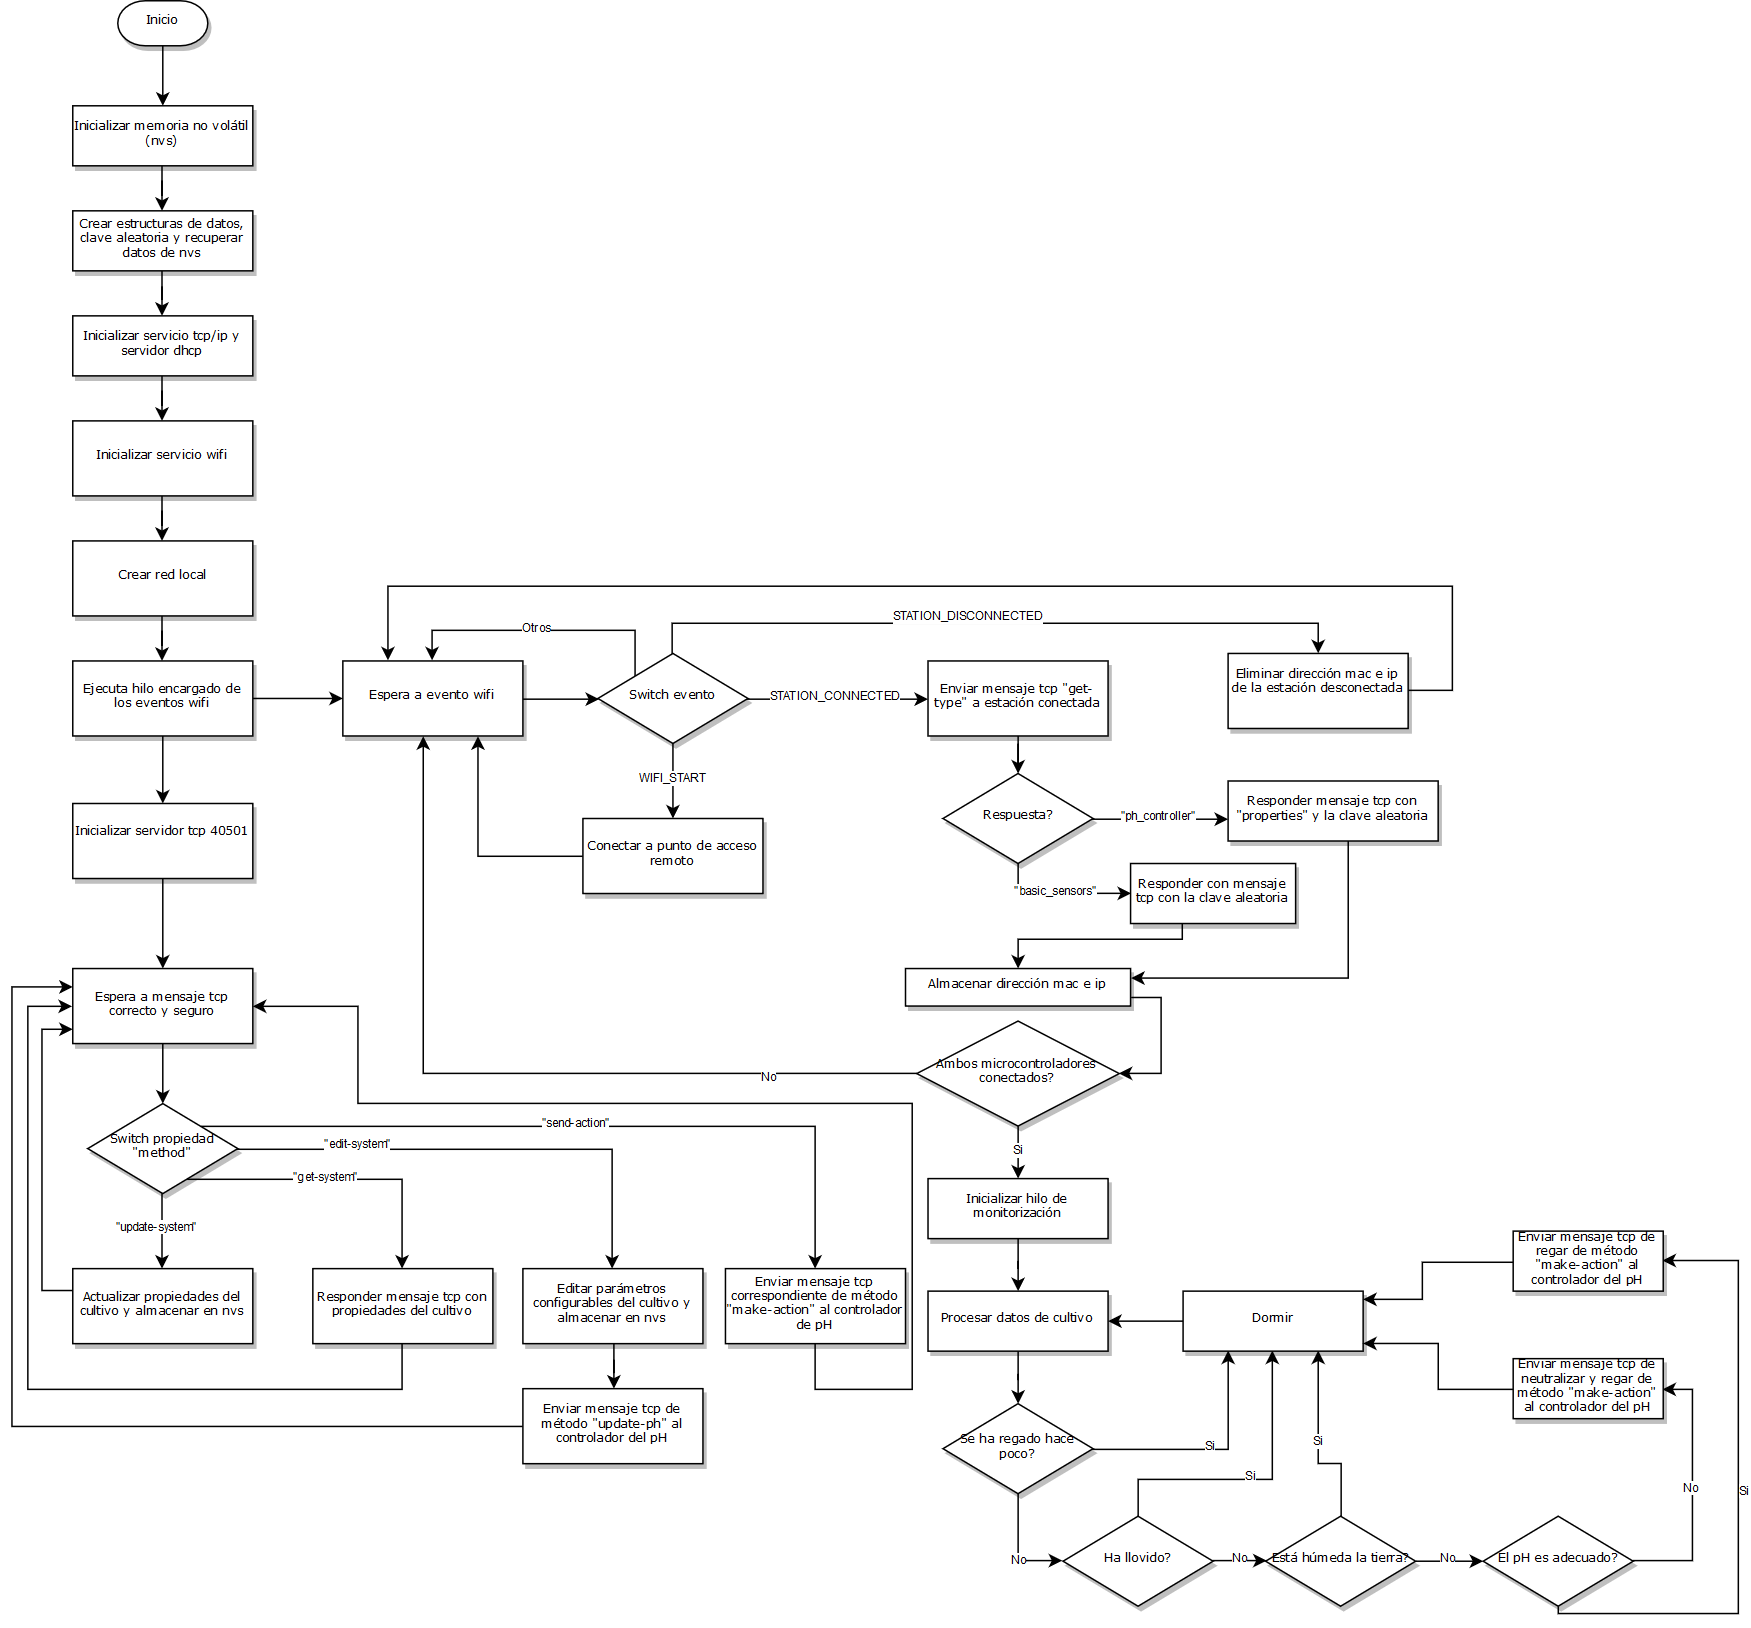 Inicio
Inicializar memoria no volátil
(nvs)
Crear estructuras de datos,
clave aleatoria y recuperar
datos de nvs
Inicializar servicio tcp/ip y
servidor dhcp
Inicializar servicio wifi
Crear red local
Ejecuta hilo encargado de
los eventos wifi
Espera a evento wifi
Otros
Switch evento
STATION_DISCONNECTED
STATION_CONNECTED
WIFI_START
Conectar a punto de acceso
remoto
Enviar mensaje tcp "get-
type" a estación conectada
Eliminar dirección mac e ip
de la estación desconectada
Respuesta?
"ph_controller"
Responder mensaje tcp con
"properties" y la clave aleatoria
"basic_sensors"
Responder con mensaje
tcp con la clave aleatoria
Almacenar dirección mac e ip
Ambos microcontroladores
conectados?
No
Si
Inicializar servidor tcp 40501
Espera a mensaje tcp
correcto y seguro
Switch propiedad
"method"
"send-action"
"edit-system"
"get-system"
"update-system"
Actualizar propiedades del
cultivo y almacenar en nvs
Responder mensaje tcp con
propiedades del cultivo
Editar parámetros
configurables del cultivo y
almacenar en nvs
Enviar mensaje tcp
correspondiente de método
"make-action" al controlador
de pH
Enviar mensaje tcp de
método "update-ph" al
controlador del pH
Inicializar hilo de
monitorización
Procesar datos de cultivo
Dormir
Enviar mensaje tcp de
regar de método
"make-action" al
controlador del pH
Enviar mensaje tcp de
neutralizar y regar de
método "make-action"
al controlador del pH
Se ha regado hace
poco?
Si
No
Ha llovido?
Si
No
Está húmeda la tierra?
Si
No
El pH es adecuado?
No
Si